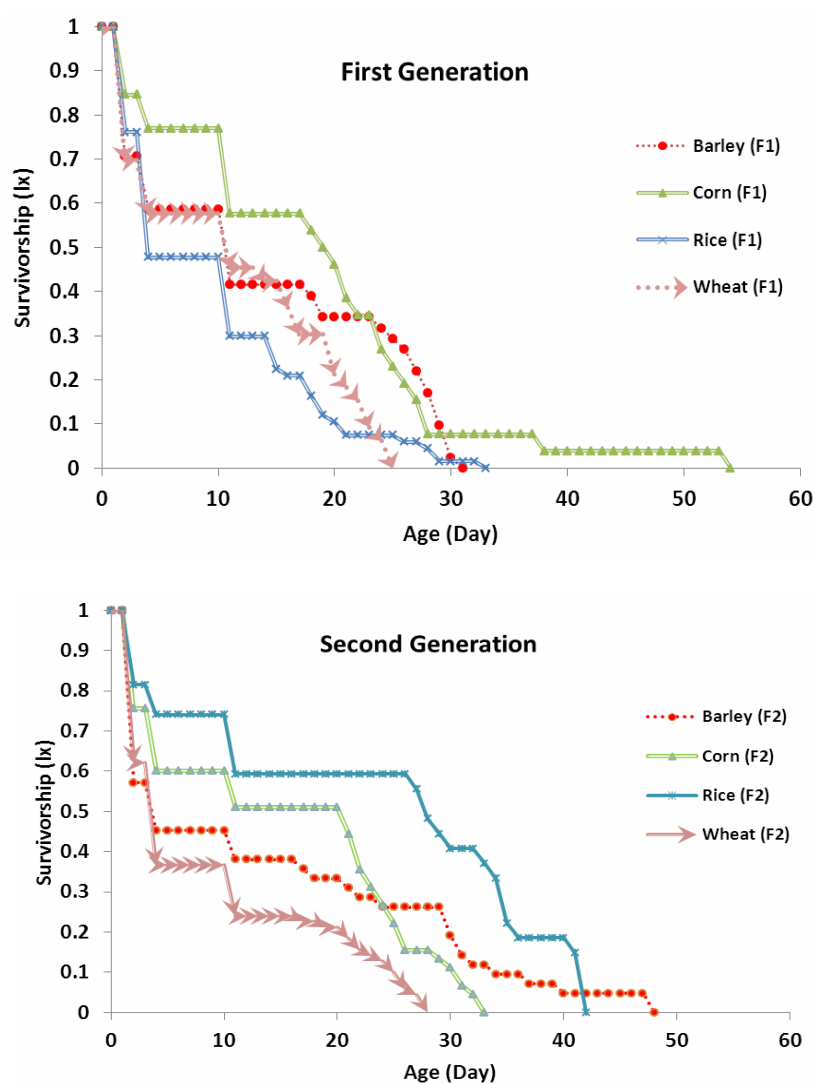 First Generation
Survivorship (lx)
1
0.9
0.8
0.7
0.6
0.5
0.4
0.3
0.2
0.1
0
0 10 20 30 40 50 60
Age (Day)
Barley (F1)
Corn (F1)
Rice (F1)
Wheat (F1)
Second Generation
Survivorship (lx)
1
0.9
0.8
0.7
0.6
0.5
0.4
0.3
0.2
0.1
0
0 10 20 30 40 50 60
Age (Day)
Barley (F2)
Corn (F2)
Rice (F2)
Wheat (F2)